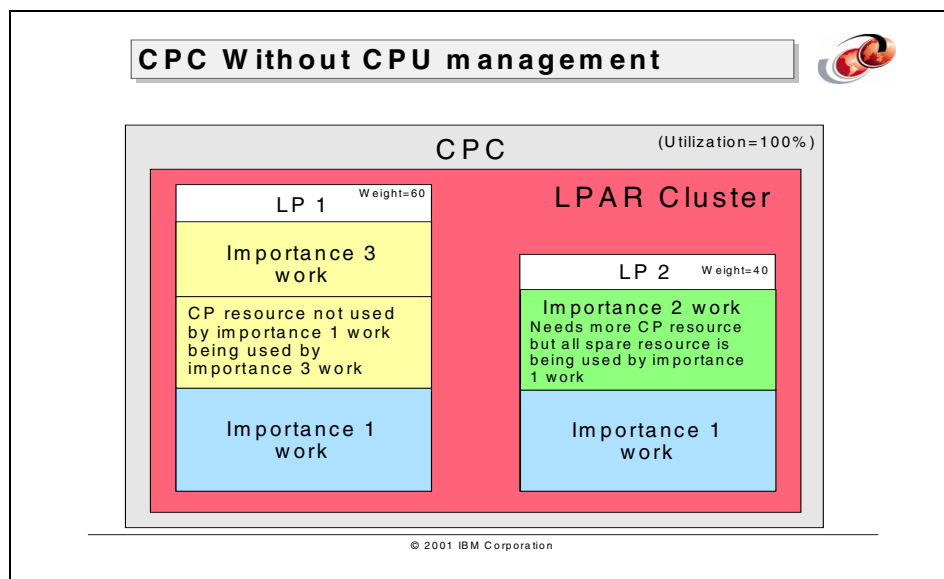 CPC Without CPU management
CPC
(Utilization=100%)
LPAR Cluster
LP 1
Weight=60
Importance 3
work
CP resource not used
by importance 1 work
being used by
importance 3 work
Importance 1
work
LP 2
Weight=40
Importance 2 work
Needs more CP resource
but all spare resource is
being used by importance
1 work
Importance 1
work
© 2001 IBM Corporation